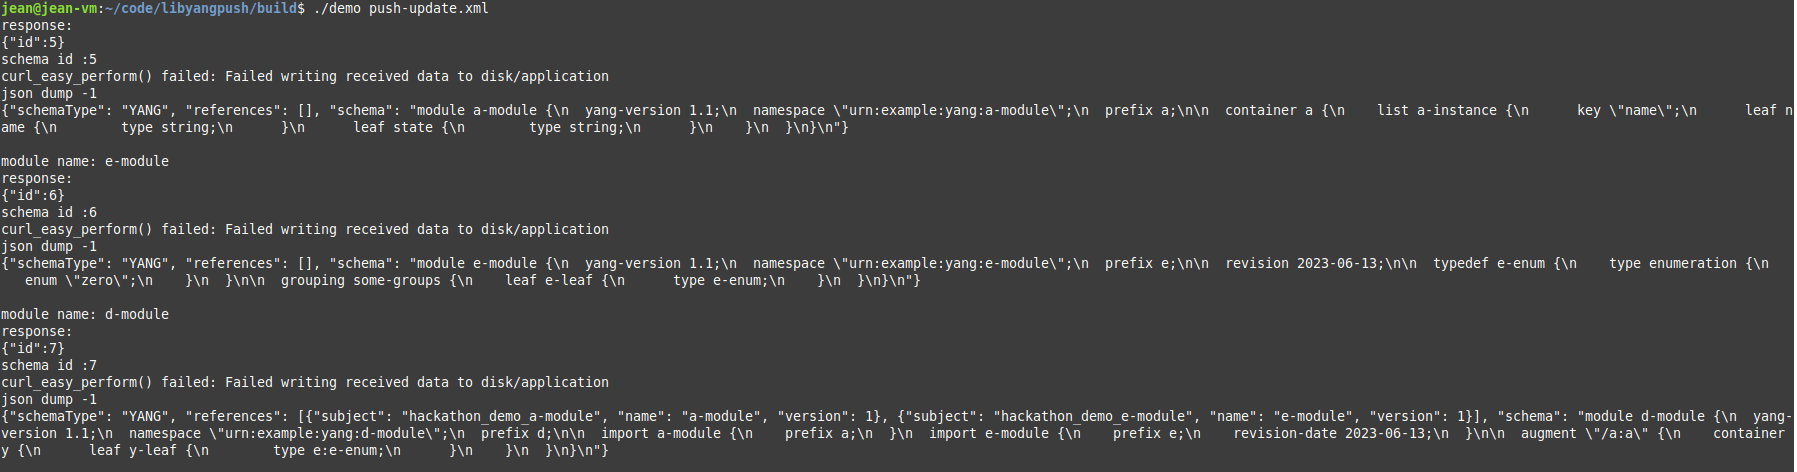 jean@jean-vm:~/code/libyangpush/build$ ./demo push-update.xml
response:
{"id":5}
schema id :5
curl_easy_perform() failed: Failed writing received data to disk/application
json dump -1
{"schemaType": "YANG", "references": [], "schema": "module a-module {\n  yang-version 1.1;\n  namespace \"urn:example:yang:a-module\";\n  prefix a;\n\n  container a {\n    list a-instance {\n      key \"name\";\n      leaf n
ame {\n        type string;\n      }\n      leaf state {\n        type string;\n      }\n    }\n  }\n}\n"}

module name: e-module
response:
{"id":6}
schema id :6
curl_easy_perform() failed: Failed writing received data to disk/application
json dump -1
{"schemaType": "YANG", "references": [], "schema": "module e-module {\n  yang-version 1.1;\n  namespace \"urn:example:yang:e-module\";\n  prefix e;\n\n  revision 2023-06-13;\n\n  typedef e-enum {\n    type enumeration {\n   
   enum \"zero\";\n    }\n  }\n\n  grouping some-groups {\n    leaf e-leaf {\n      type e-enum;\n    }\n  }\n}\n"}

module name: d-module
response:
{"id":7}
schema id :7
curl_easy_perform() failed: Failed writing received data to disk/application
json dump -1
{"schemaType": "YANG", "references": [{"subject": "hackathon_demo_a-module", "name": "a-module", "version": 1}, {"subject": "hackathon_demo_e-module", "name": "e-module", "version": 1}], "schema": "module d-module {\n  yang-
version 1.1;\n  namespace \"urn:example:yang:d-module\";\n  prefix d;\n\n  import a-module {\n    prefix a;\n  }\n  import e-module {\n    prefix e;\n    revision-date 2023-06-13;\n  }\n\n  augment \"/a:a\" {\n    container 
y {\n      leaf y-leaf {\n        type e:e-enum;\n      }\n    }\n  }\n}\n"}